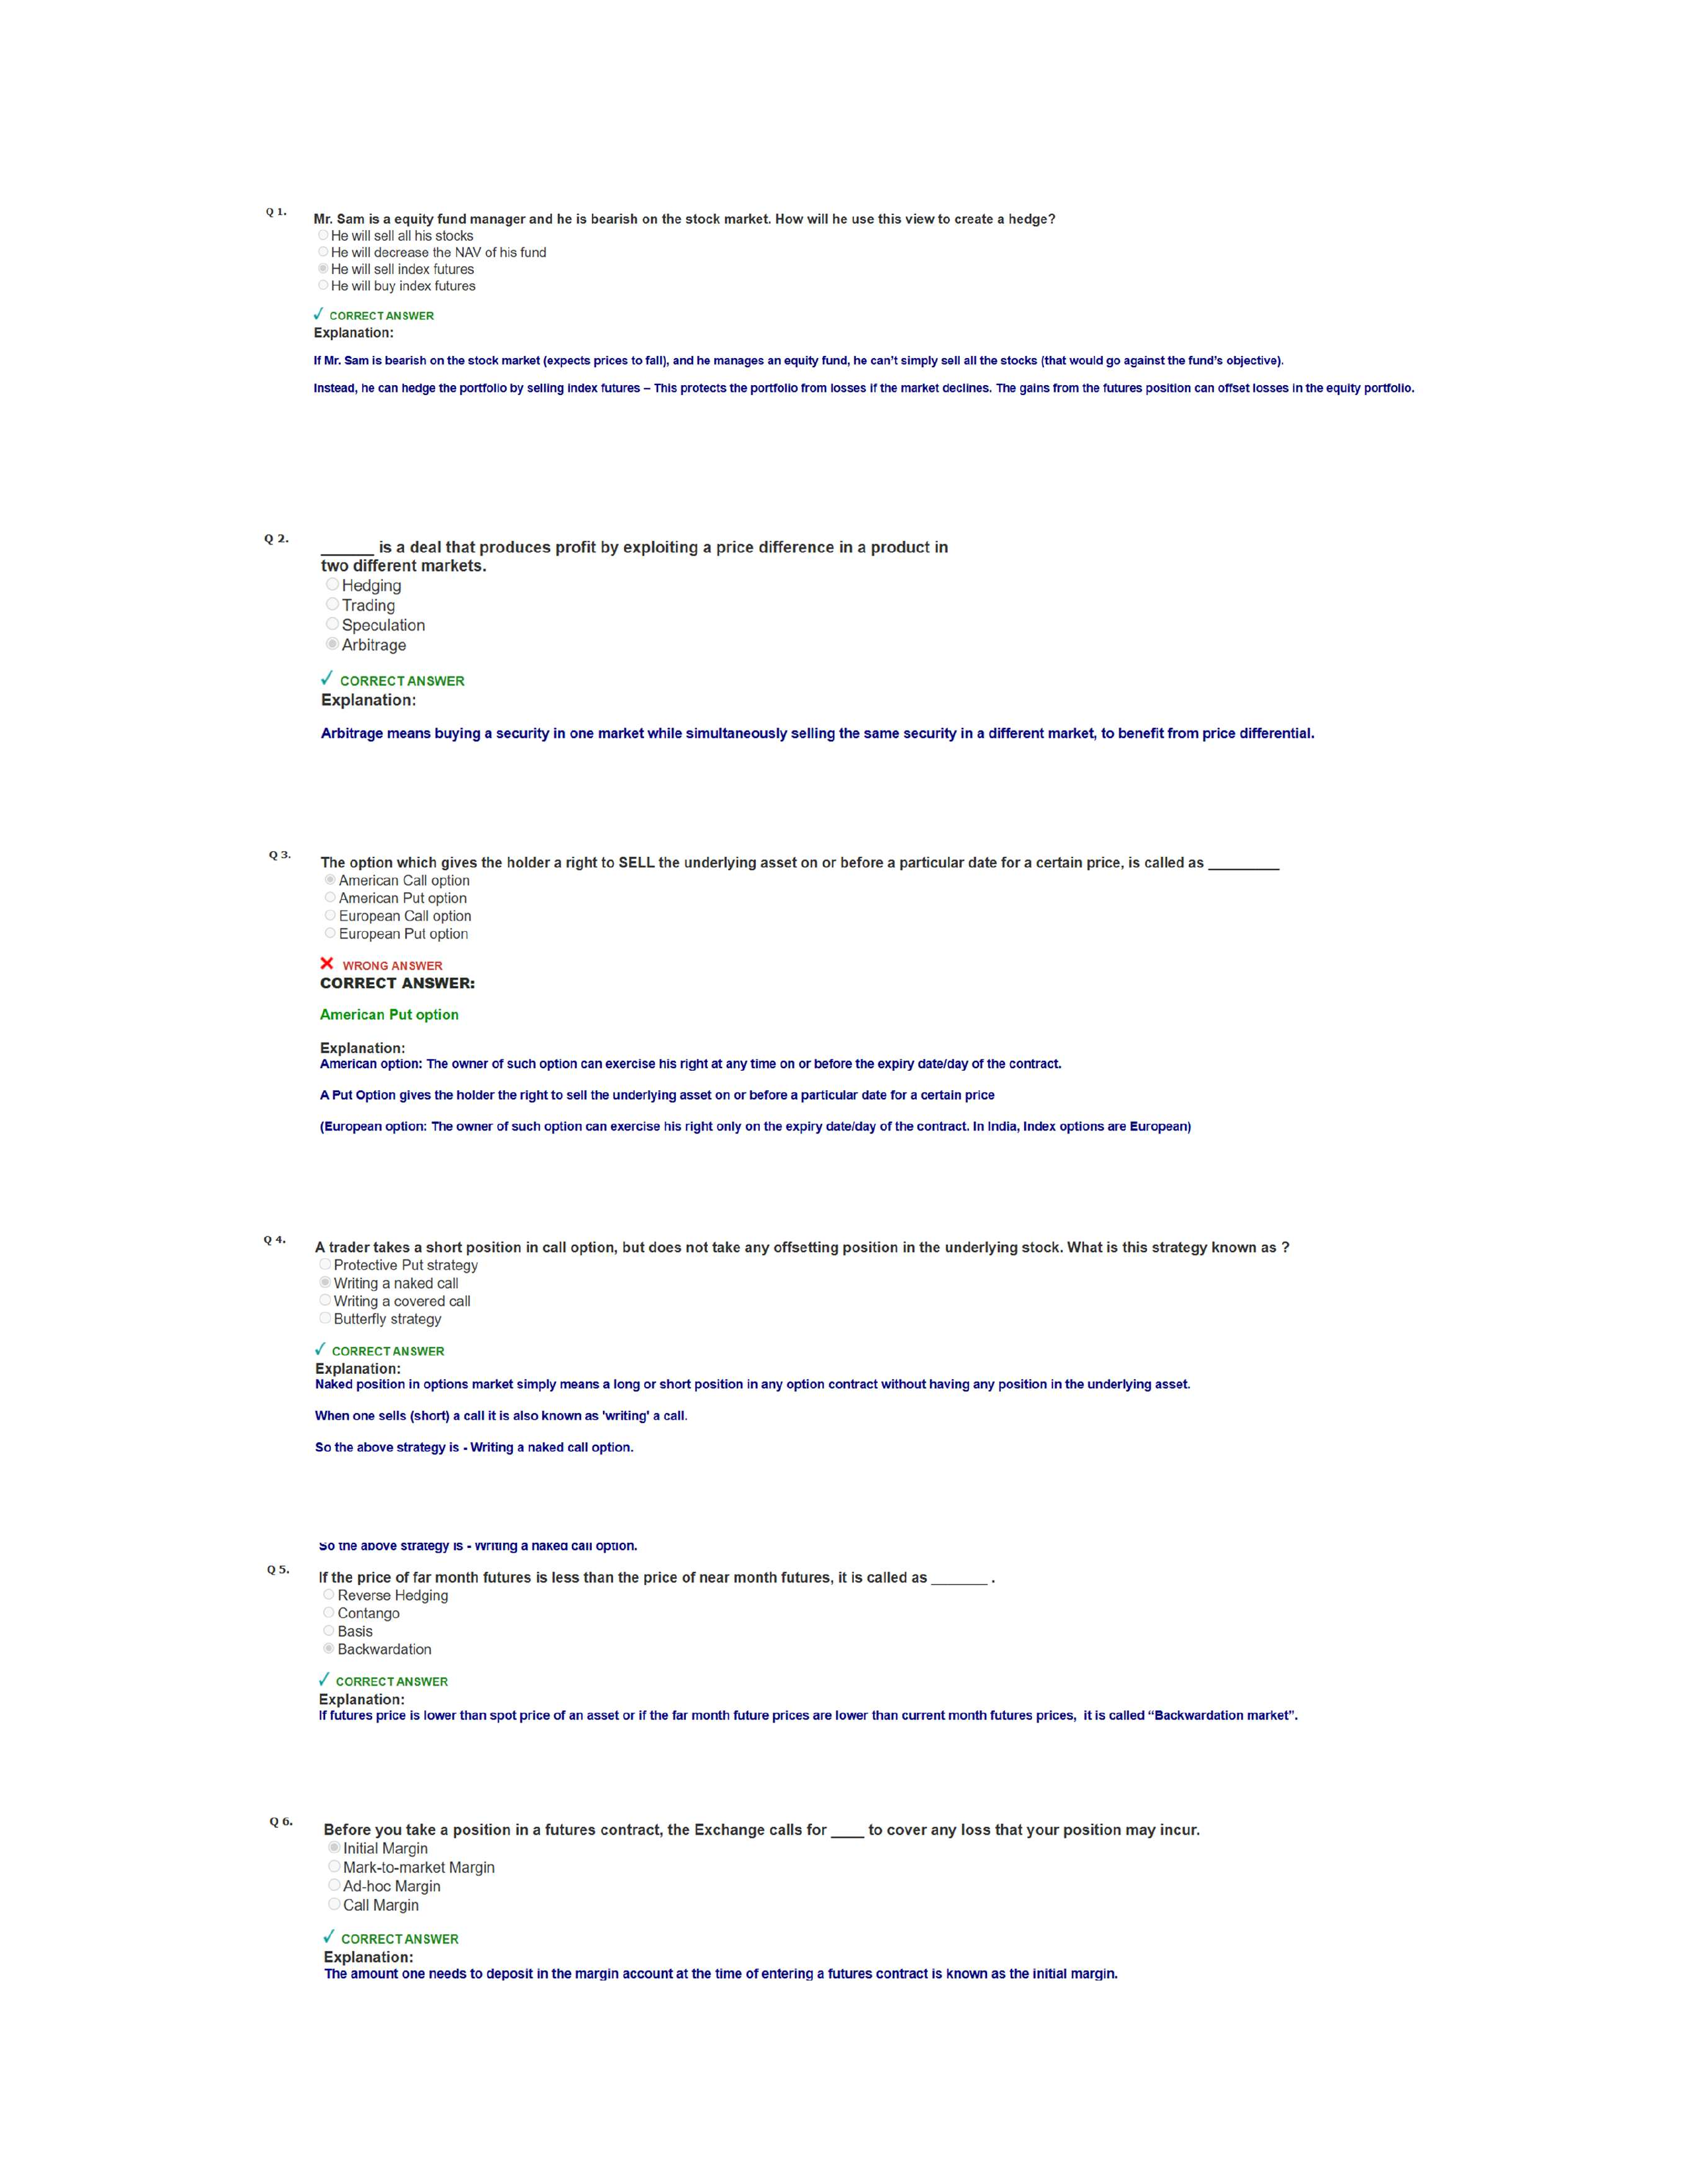 Q 1.
Mr. Sam is a equity fund manager and he is bearish on the stock market. How will he use this view to create a hedge?
He will sell all his stocks
He will decrease the NAV of his fund
He will sell index futures
He will buy index futures
✓ CORRECT ANSWER
Explanation:
If Mr. Sam is bearish on the stock market (expects prices to fall), and he manages an equity fund, he can’t simply sell all the stocks (that would go against the fund’s objective).
Instead, he can hedge the portfolio by selling index futures – This protects the portfolio from losses if the market declines. The gains from the futures position can offset losses in the equity portfolio.
Q 2.
______ is a deal that produces profit by exploiting a price difference in a product in
two different markets.
Hedging
Trading
Speculation
Arbitrage
✓ CORRECT ANSWER
Explanation:
Arbitrage means buying a security in one market while simultaneously selling the same security in a different market, to benefit from price differential.
Q 3.
The option which gives the holder a right to SELL the underlying asset on or before a particular date for a certain price, is called as _________
American Call option
American Put option
European Call option
European Put option
✕ WRONG ANSWER
CORRECT ANSWER:
American Put option
Explanation:
American option: The owner of such option can exercise his right at any time on or before the expiry date/day of the contract.
A Put Option gives the holder the right to sell the underlying asset on or before a particular date for a certain price
(European option: The owner of such option can exercise his right only on the expiry date/day of the contract. In India, Index options are European)
Q 4.
A trader takes a short position in call option, but does not take any offsetting position in the underlying stock. What is this strategy known as ?
Protective Put strategy
Writing a naked call
Writing a covered call
Butterfly strategy
✓ CORRECT ANSWER
Explanation:
Naked position in options market simply means a long or short position in any option contract without having any position in the underlying asset.
When one sells (short) a call it is also known as 'writing' a call.
So the above strategy is - Writing a naked call option.
So the above strategy is - Writing a naked call option.
Q 5.
If the price of far month futures is less than the price of near month futures, it is called as _______ .
Reverse Hedging
Contango
Basis
Backwardation
✓ CORRECT ANSWER
Explanation:
If futures price is lower than spot price of an asset or if the far month future prices are lower than current month futures prices, it is called “Backwardation market”.
Q 6.
Before you take a position in a futures contract, the Exchange calls for ____ to cover any loss that your position may incur.
Initial Margin
Mark-to-market Margin
Ad-hoc Margin
Call Margin
✓ CORRECT ANSWER
Explanation:
The amount one needs to deposit in the margin account at the time of entering a futures contract is known as the initial margin.